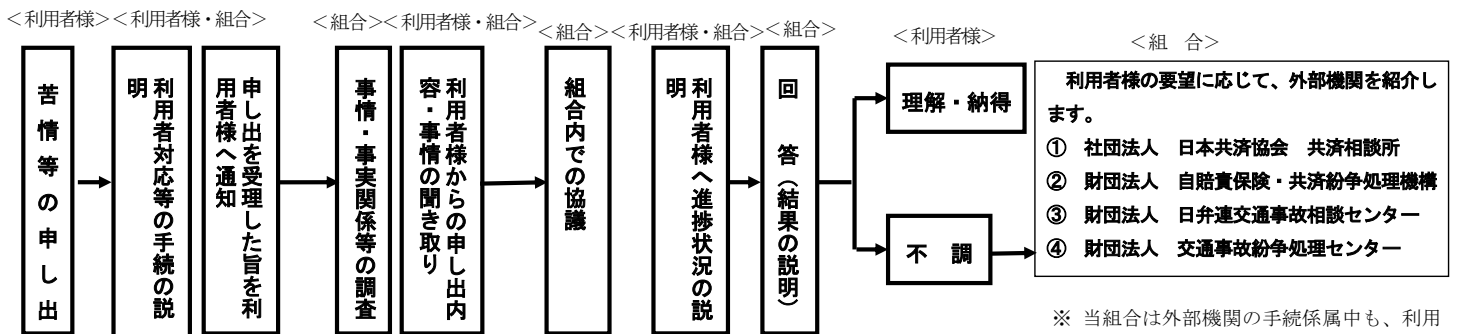 <利用者様>
<利用者様・組合>
<組合>
<利用者様・組合>
<組合>
<利用者様・組合>
<組合>
<利用者様>
<組　合>
苦情等の申し出
利用者対応等の手続の説
明
申し出を受理した旨を利
用者様へ通知
事情・事実関係等の調査
利用者様からの申し出内
容・事情の聞き取り
組合内での協議
利用者様へ進捗状況の説
明
回　答（結果の説明）
理解・納得
不　調
利用者様の要望に応じて、外部機関を紹介し
ます。
①　社団法人　日本共済協会　共済相談所
②　財団法人　自賠責保険・共済紛争処理機構
③　財団法人　日弁連交通事故相談センター
④　財団法人　交通事故紛争処理センター
※ 当組合は外部機関の手続係属中も、利用